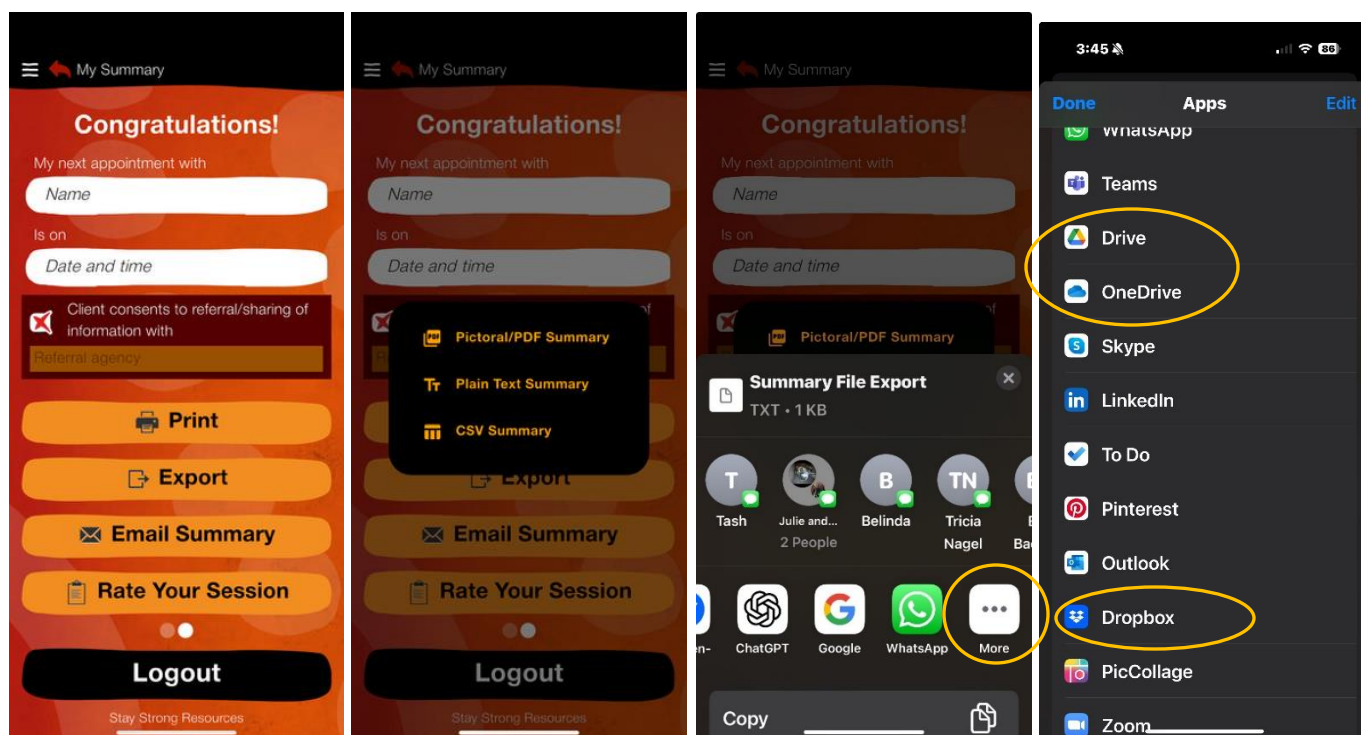 My Summary
Congratulations!
My next appointment with
Name
Is on
Date and time
Client consents to referral/sharing of
information with
Referral agency
Print
Export
Email Summary
Rate Your Session
Logout
Stay Strong Resources
My Summary
Congratulations!
My next appointment with
Name
Is on
Date and time
of
Pictoral/PDF Summary
Plain Text Summary
CSV Summary
Export
Email Summary
Rate Your Session
Logout
Stay Strong Resources
My Summary
Congratulations!
My next appointment with
Name
Is on
Date and time
of
Pictoral/PDF Summary
Summary File Export
TXT • 1 KB
T
B
TN
Tash
Julie and...
2 People
Belinda
Tricia
Nagel
Ba
ChatGPT
Google
WhatsApp
More
Copy
3:45
86
Done
Apps
Edit
WhatsApp
Teams
Drive
OneDrive
Skype
LinkedIn
To Do
Pinterest
Outlook
Dropbox
PicCollage
Zoom